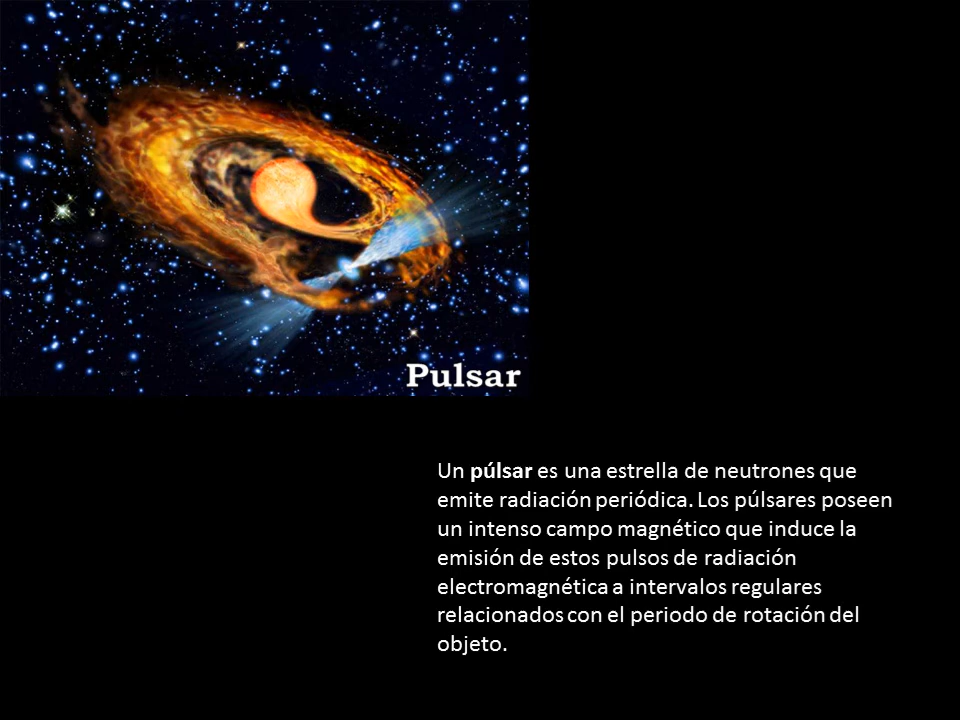 Pulsar
Un púlsar es una estrella de neutrones que
emite radiación periódica. Los púlsares poseen
un intenso campo magnético que induce la
emisión de estos pulsos de radiación
electromagnética a intervalos regulares
relacionados con el periodo de rotación del
objeto.